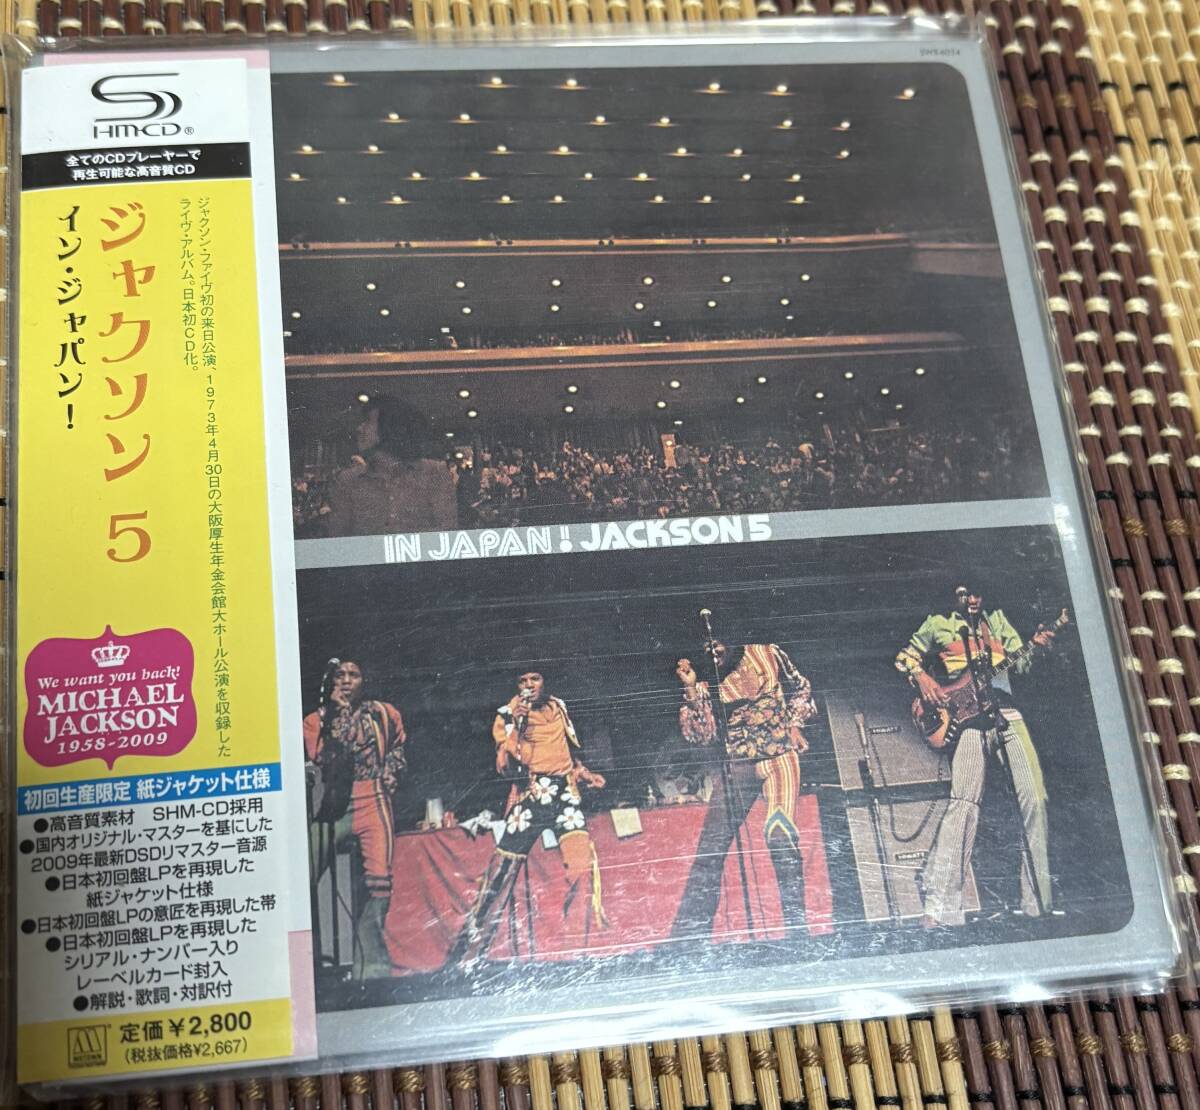 SHM-CD®
全てのCDプレーヤーで
再生可能な高音質CD
ジャクソン 5
イン・ジャパン!
ジャクソン・ファイヴ初の来日公演、1973年4月30日の大阪厚生年金会館大ホール公演を収録した
ライヴ・アルバム。日本初CD化。
We want you back!
MICHAEL
JACKSON
1958-2009
初回生産限定 紙ジャケット仕様
●高音質素材 SHM-CD採用
●国内オリジナル・マスターを基にした
2009年最新DSDリマスター音源
●日本初回盤LPを再現した
紙ジャケット仕様
●日本初回盤LPの意匠を再現した帯
●日本初回盤LPを再現した
シリアル・ナンバー入り
レーベルカード封入
●解説・歌詞・対訳付
MOTOWN
定価¥2,800
(税抜価格¥2,667)
SWX-6024
IN JAPAN! JACKSON 5
HIWATT
HIWATT